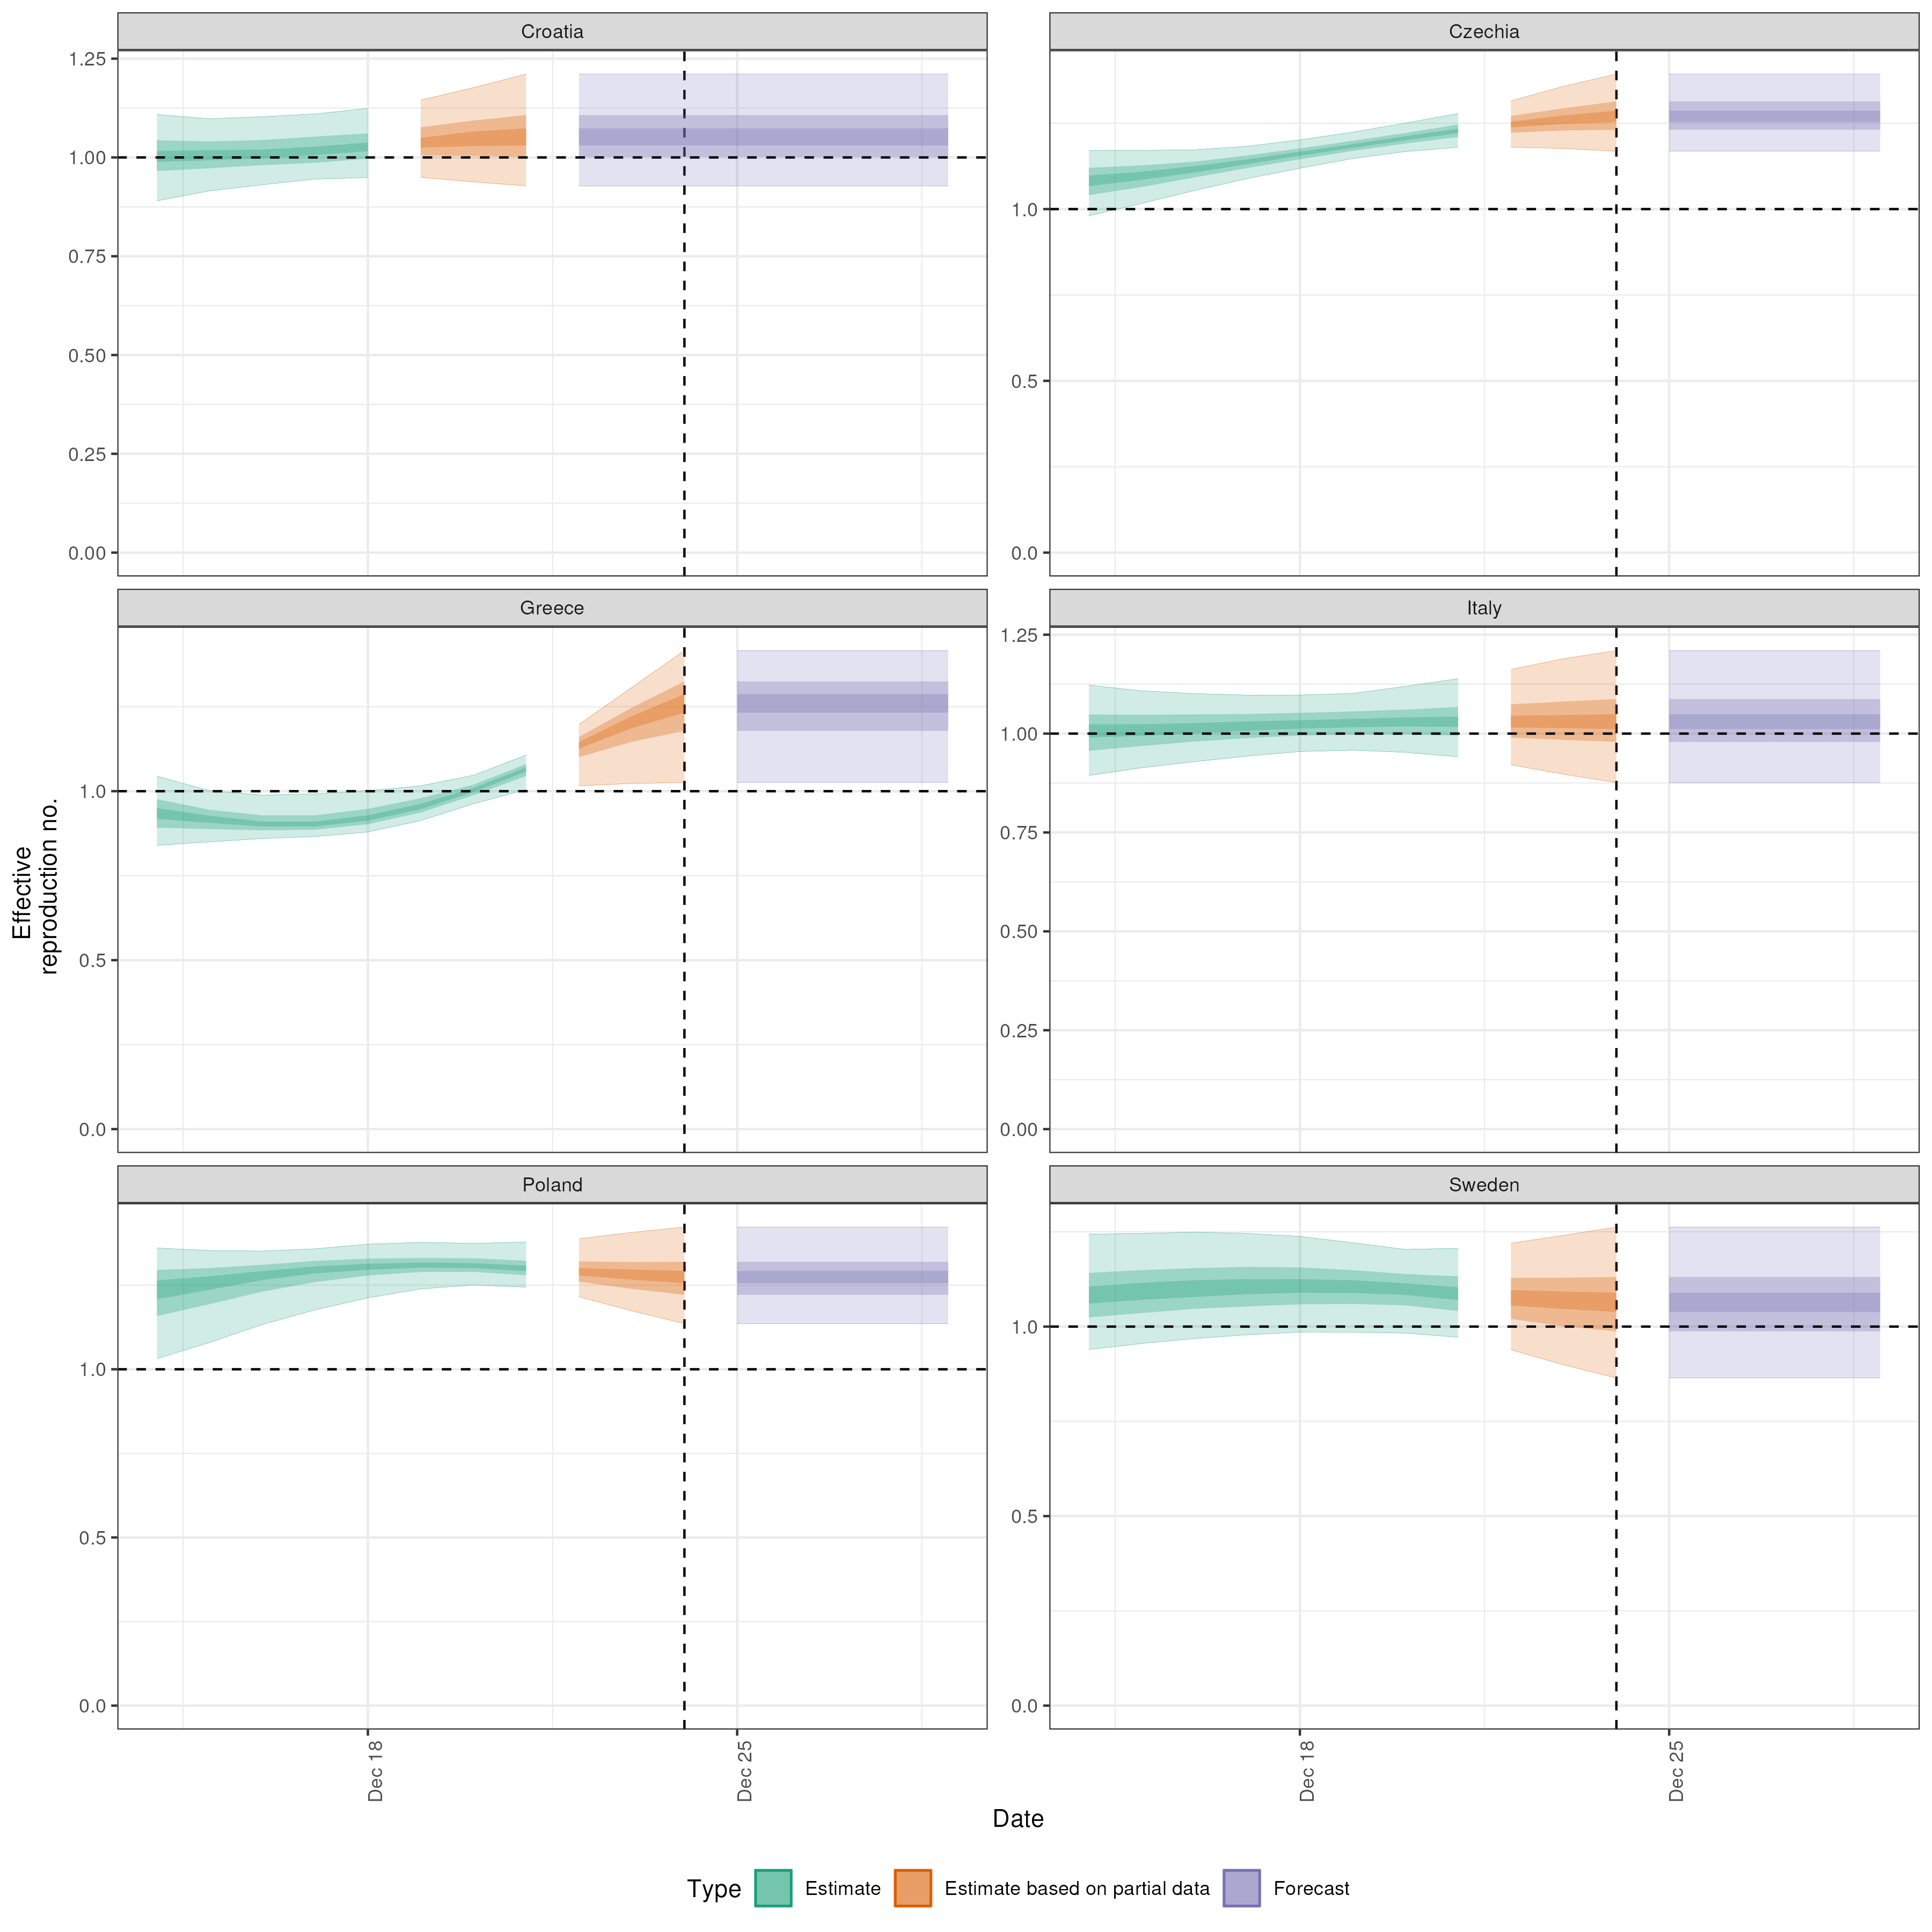 Croatia
Czechia
1.25
1.00
0.75
0.50
0.25
0.00
1.0
0.5
0.0
Greece
Italy
1.0
0.5
0.0
1.25
1.00
0.75
0.50
0.25
0.00
Effective
reproduction no.
Poland
Sweden
1.0
0.5
0.0
1.0
0.5
0.0
Dec 18
Dec 25
Dec 18
Dec 25
Date
Type
Estimate
Estimate based on partial data
Forecast